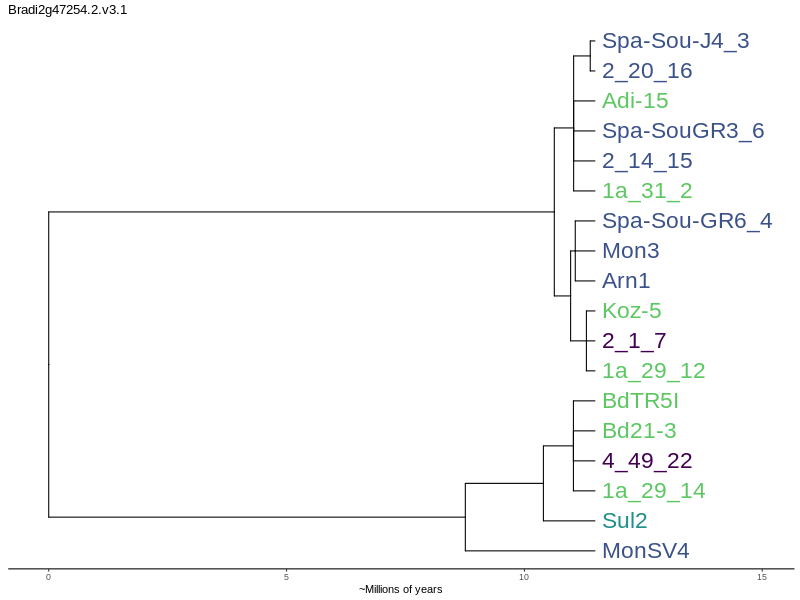 Bradi2g47254.2.v3.1
Spa-Sou-J4_3
2_20_16
Adi-15
Spa-SouGR3_6
2_14_15
1a_31_2
Spa-Sou-GR6_4
Mon3
Arn1
Koz-5
2_1_7
1a_29_12
BdTR5I
Bd21-3
4_49_22
1a_29_14
Sul2
MonSV4
0 5 10 15
~Millions of years